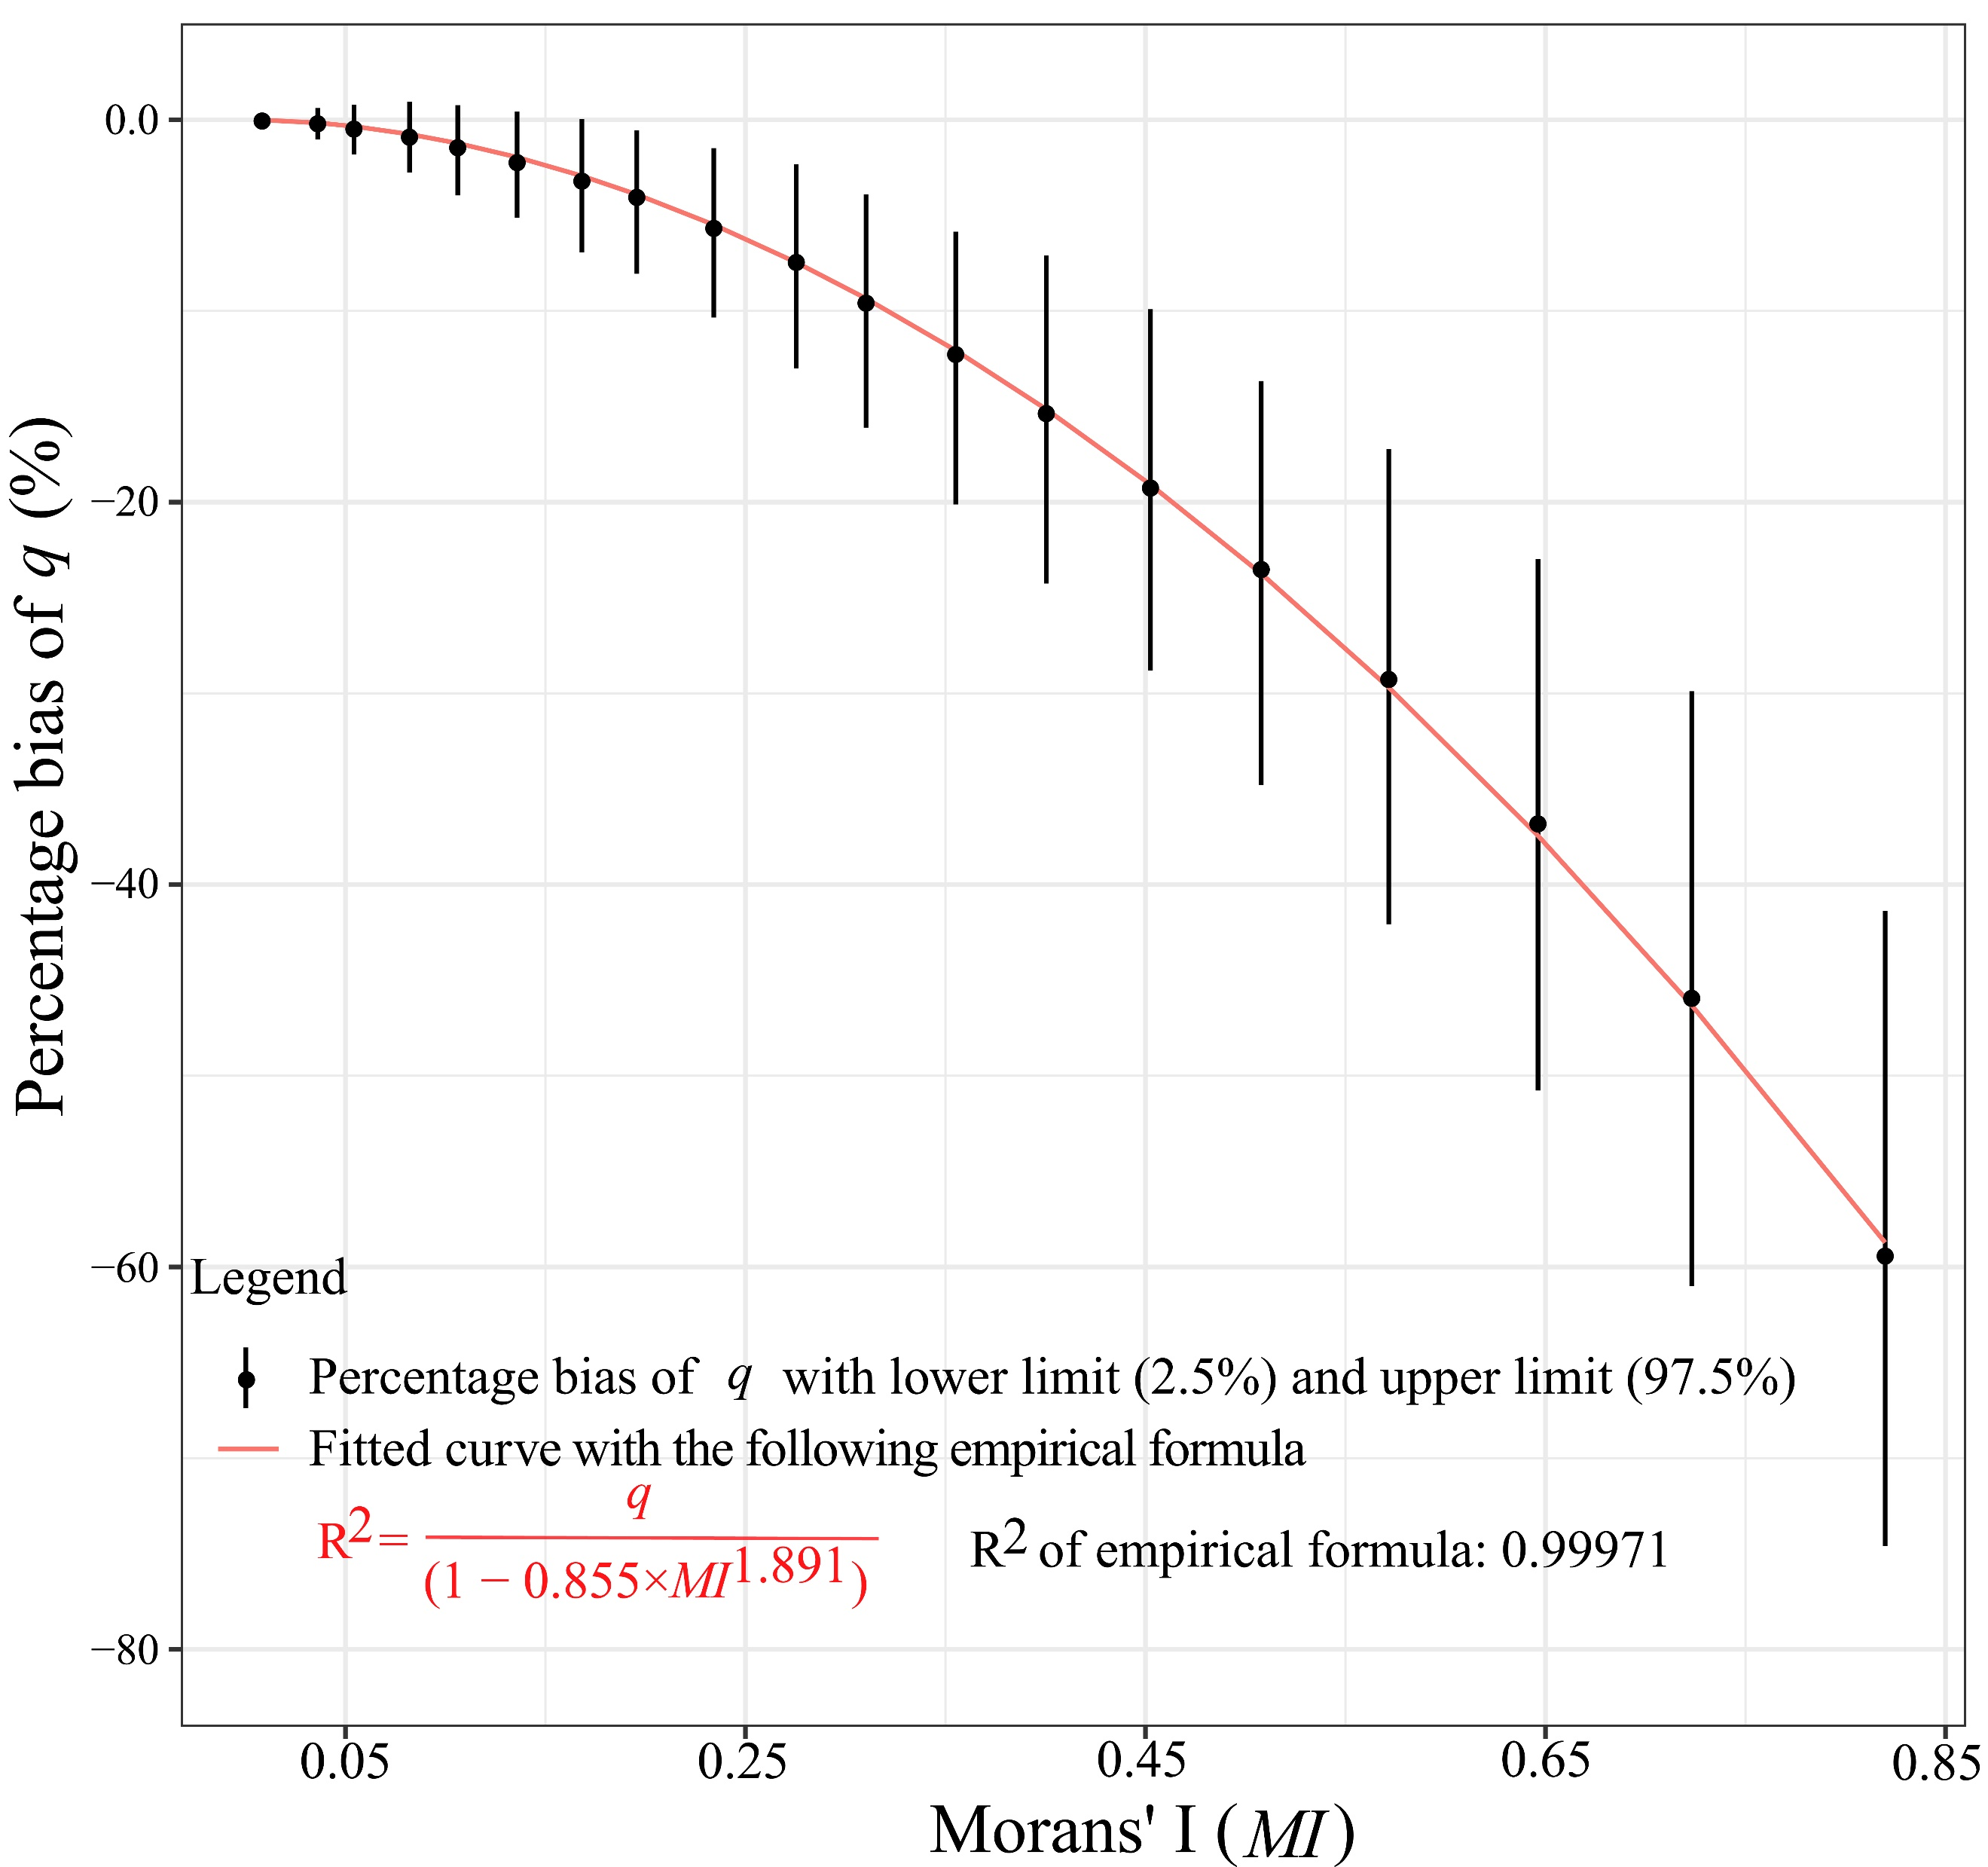 Percentage bias of q (%)
0.0
−20
−40
−60
−80
Legend
Percentage bias of q with lower limit (2.5%) and upper limit (97.5%)
Fitted curve with the following empirical formula
R²= q / (1 − 0.855×MI^1.891)
R² of empirical formula: 0.99971
0.05 0.25 0.45 0.65 0.85
Morans' I (MI)